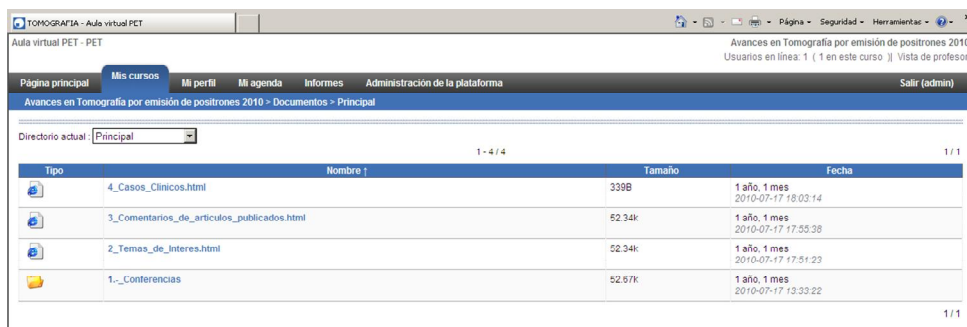 TOMOGRAFIA - Aula virtual PET
Página Seguridad Herramientas
Aula virtual PET - PET
Avances en Tomografía por emisión de positrones 2010
Usuarios en línea: 1 ( 1 en este curso )| Vista de profesor
Página principal Mis cursos Mi perfil Mi agenda Informes Administración de la plataforma Salir (admin)
Avances en Tomografía por emisión de positrones 2010 > Documentos > Principal
Directorio actual : Principal
1 - 4 / 4 1 / 1
Tipo Nombre ↑ Tamaño Fecha
4_Casos_Clinicos.html 339B 1 año, 1 mes
2010-07-17 18:03:14
3_Comentarios_de_articulos_publicados.html 52.34k 1 año, 1 mes
2010-07-17 17:55:38
2_Temas_de_Interes.html 52.34k 1 año, 1 mes
2010-07-17 17:51:23
1.-_Conferencias 52.67k 1 año, 1 mes
2010-07-17 13:33:22
1 / 1